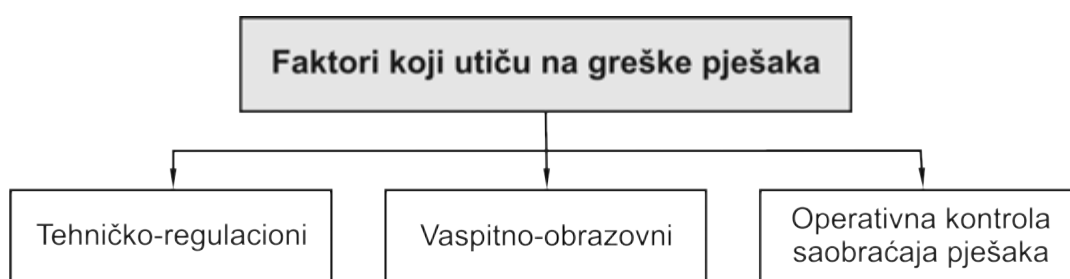 Faktori koji utiču na greške pješaka
Tehničko-regulacioni
Vaspitno-obrazovni
Operativna kontrola
saobraćaja pješaka